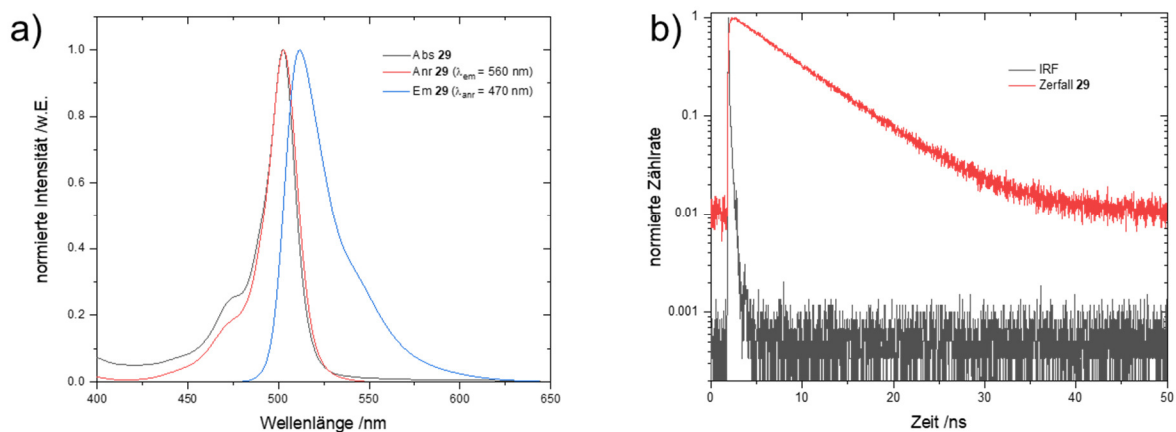 a)
normierte Intensität /w.E.
1.0
0.8
0.6
0.4
0.2
0.0
Abs 29
Anr 29 (λem = 560 nm)
Em 29 (λanr = 470 nm)
400 450 500 550 600 650
Wellenlänge /nm
b)
normierte Zählrate
1
0.1
0.01
0.001
IRF
Zerfall 29
0 10 20 30 40 50
Zeit /ns